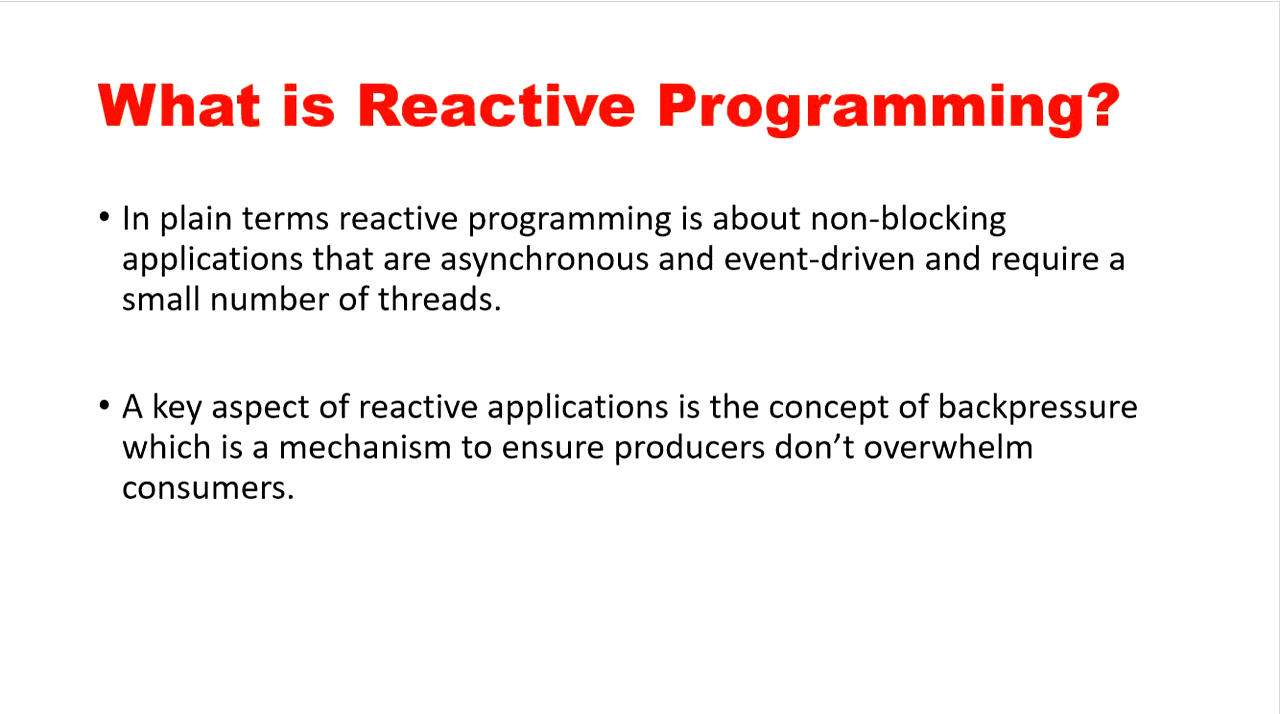 What is Reactive Programming?
• In plain terms reactive programming is about non-blocking
applications that are asynchronous and event-driven and require a
small number of threads.
• A key aspect of reactive applications is the concept of backpressure
which is a mechanism to ensure producers don’t overwhelm
consumers.